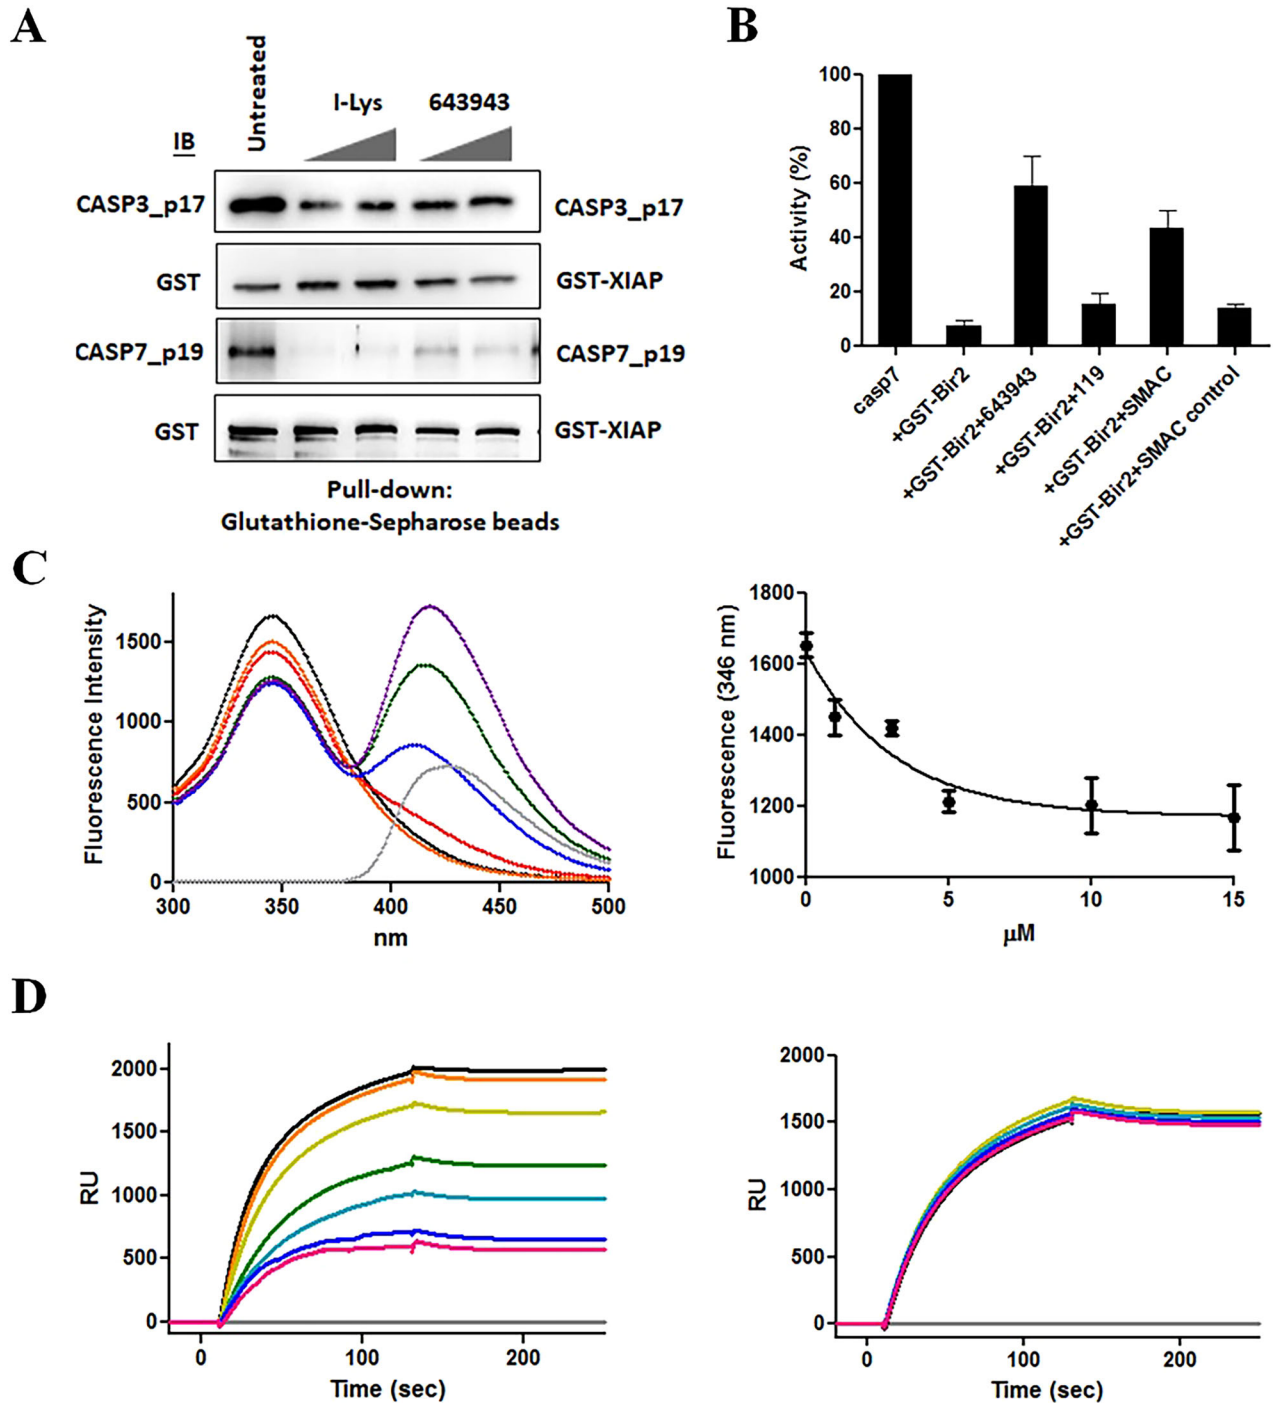 A
Untreated
I-Lys
643943
IB
CASP3_p17
CASP3_p17
GST
GST-XIAP
CASP7_p19
CASP7_p19
GST
GST-XIAP
Pull-down:
Glutathione-Sepharose beads
B
Activity (%)
100
80
60
40
20
0
casp7
+GST-Bir2
+GST-Bir2+643943
+GST-Bir2+119
+GST-Bir2+SMAC
+GST-Bir2+SMAC control
C
Fluorescence Intensity
1500
1000
500
0
300
350
400
450
500
nm
Fluorescence (346 nm)
1800
1600
1400
1200
1000
0
5
10
15
µM
D
RU
2000
1500
1000
500
0
0
100
200
Time (sec)
RU
2000
1500
1000
500
0
0
100
200
Time (sec)